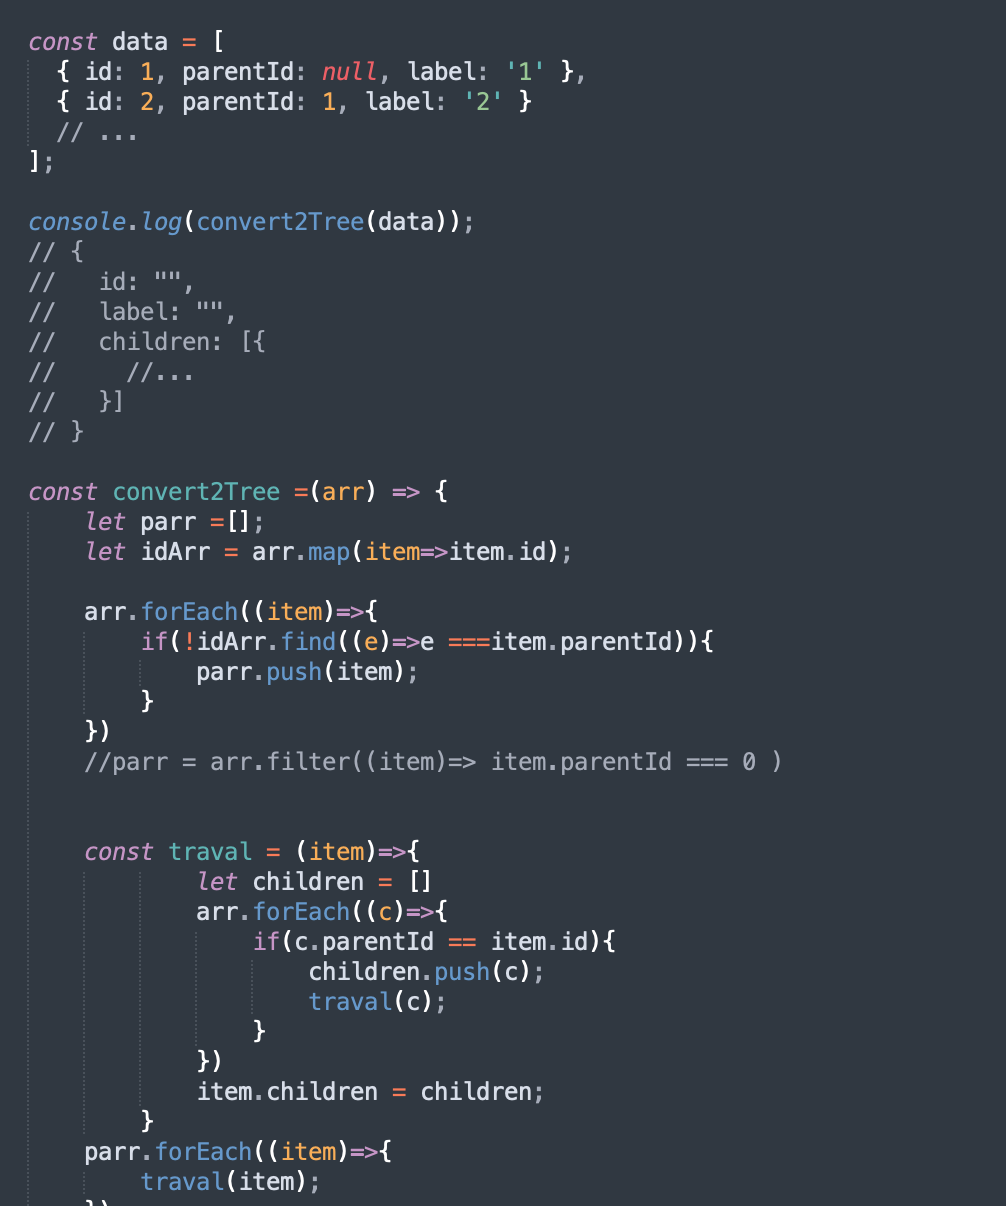 const data = [
  { id: 1, parentId: null, label: '1' },
  { id: 2, parentId: 1, label: '2' }
  // ...
];
console.log(convert2Tree(data));
// {
//   id: "",
//   label: "",
//   children: [{
//     //...
//   }]
// }
const convert2Tree =(arr) => {
    let parr =[];
    let idArr = arr.map(item=>item.id);
    arr.forEach((item)=>{
        if(!idArr.find((e)=>e ===item.parentId)){
            parr.push(item);
        }
    })
    //parr = arr.filter((item)=> item.parentId === 0 )
    const traval = (item)=>{
            let children = []
            arr.forEach((c)=>{
                if(c.parentId == item.id){
                    children.push(c);
                    traval(c);
                }
            })
            item.children = children;
        }
    parr.forEach((item)=>{
        traval(item);
    })